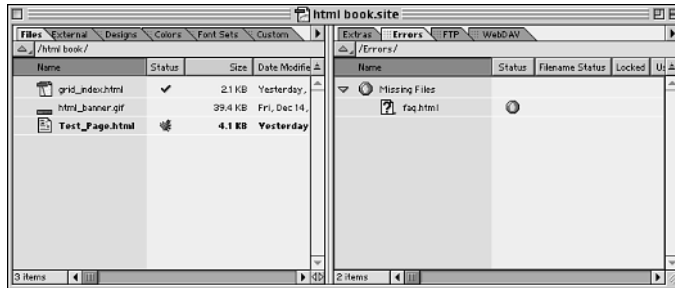 html book.site
Files External Designs Colors Font Sets Custom
/html book/
Name Status Size Date Modifie
grid_index.html 2.1 KB Yesterday,
html_banner.gif 39.4 KB Fri, Dec 14,
Test_Page.html 4.1 KB Yesterday
3 items
Extras Errors FTP WebDAV
/Errors/
Name Status Filename Status Locked Us
Missing Files
faq.html
2 items